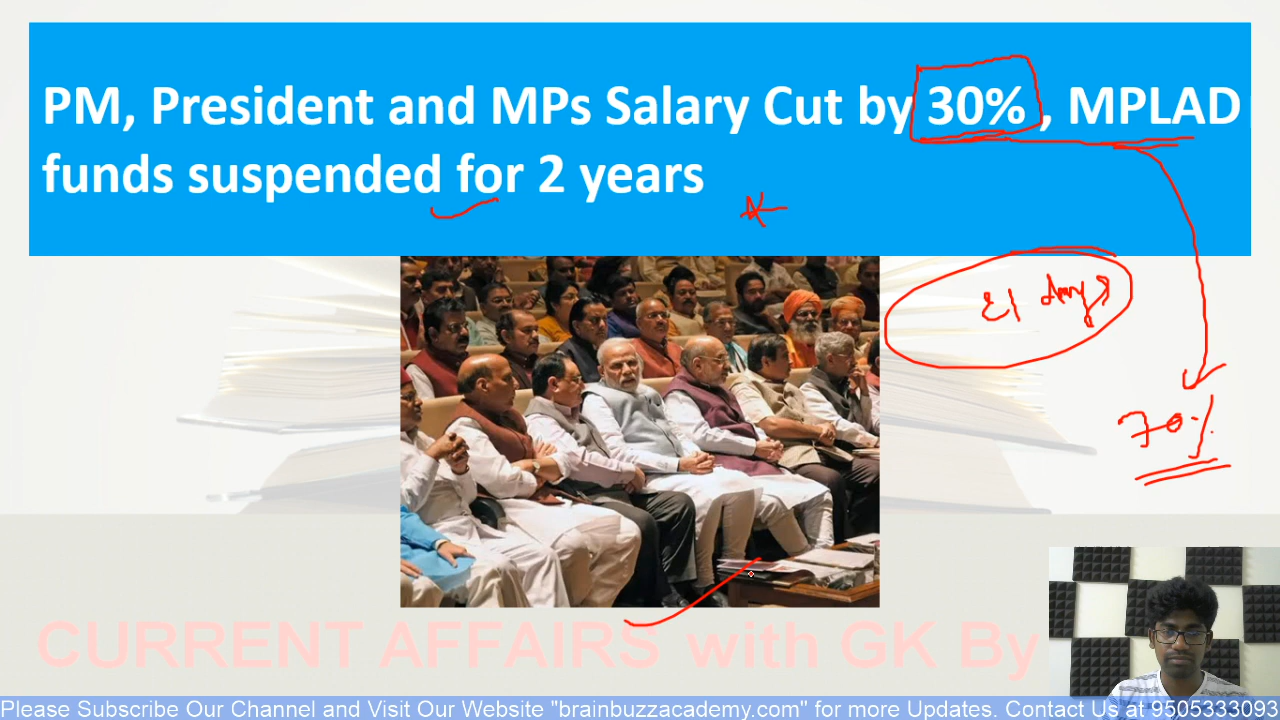 PM, President and MPs Salary Cut by 30% , MPLAD
funds suspended for 2 years
21 days
70%
CURRENT AFFAIRS with GK By
Please Subscribe Our Channel and Visit Our Website "brainbuzzacademy.com" for more Updates. Contact Us at 9505333093